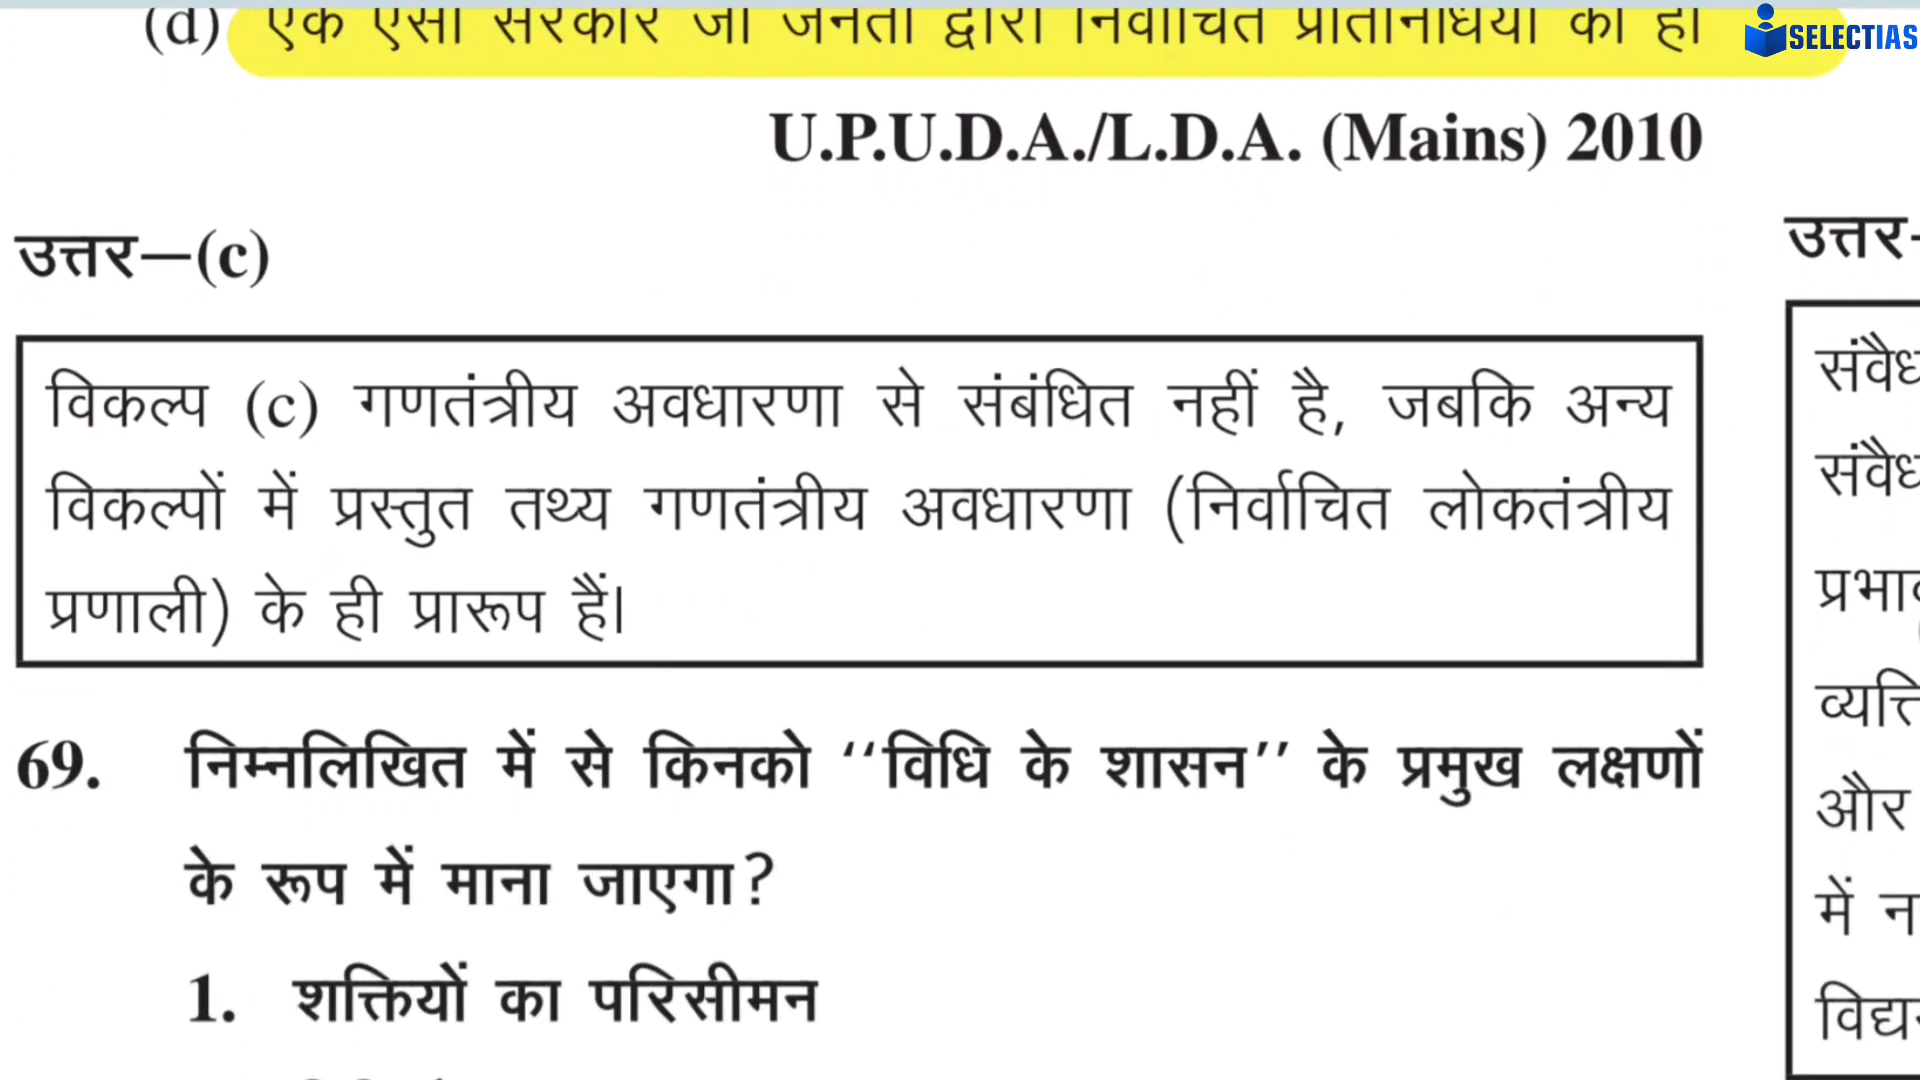 (d) एक ऐसी सरकार जो जनता द्वारा निर्वाचित प्रतिनिधियों की हो
SELECTIAS
U.P.U.D.A./L.D.A. (Mains) 2010
उत्तर–(c)
विकल्प (c) गणतंत्रीय अवधारणा से संबंधित नहीं है, जबकि अन्य
विकल्पों में प्रस्तुत तथ्य गणतंत्रीय अवधारणा (निर्वाचित लोकतंत्रीय
प्रणाली) के ही प्रारूप हैं।
69. निम्नलिखित में से किनको ‘‘विधि के शासन’’ के प्रमुख लक्षणों
के रूप में माना जाएगा?
1. शक्तियों का परिसीमन
उत्तर-
और
में न